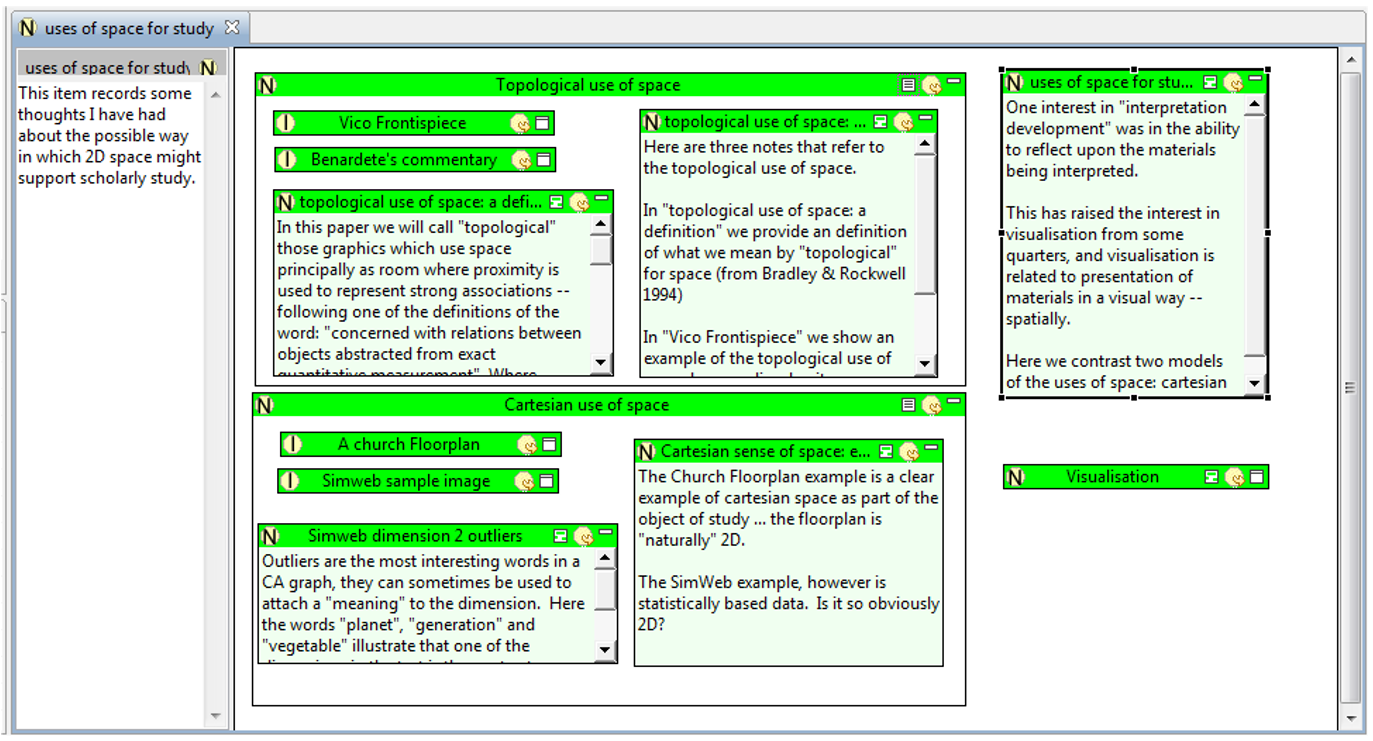 uses of space for study
uses of space for study
This item records some
thoughts I have had
about the possible way
in which 2D space might
support scholarly study.
N Topological use of space
I Vico Frontispiece
I Benardete's commentary
N topological use of space: a defi...
In this paper we will call "topological"
those graphics which use space
principally as room where proximity is
used to represent strong associations --
following one of the definitions of the
word: "concerned with relations between
objects abstracted from exact
quantitative measurement". Where
N topological use of space: ...
Here are three notes that refer to
the topological use of space.
In "topological use of space: a
definition" we provide an definition
of what we mean by "topological"
for space (from Bradley & Rockwell
1994)
In "Vico Frontispiece" we show an
example of the topological use of
N Cartesian use of space
I A church Floorplan
I Simweb sample image
N Simweb dimension 2 outliers
Outliers are the most interesting words in a
CA graph, they can sometimes be used to
attach a "meaning" to the dimension. Here
the words "planet", "generation" and
"vegetable" illustrate that one of the
N Cartesian sense of space: e...
The Church Floorplan example is a clear
example of cartesian space as part of the
object of study ... the floorplan is
"naturally" 2D.
The SimWeb example, however is
statistically based data. Is it so obviously
2D?
N uses of space for stu...
One interest in "interpretation
development" was in the ability
to reflect upon the materials
being interpreted.
This has raised the interest in
visualisation from some
quarters, and visualisation is
related to presentation of
materials in a visual way --
spatially.
Here we contrast two models
of the uses of space: cartesian
N Visualisation